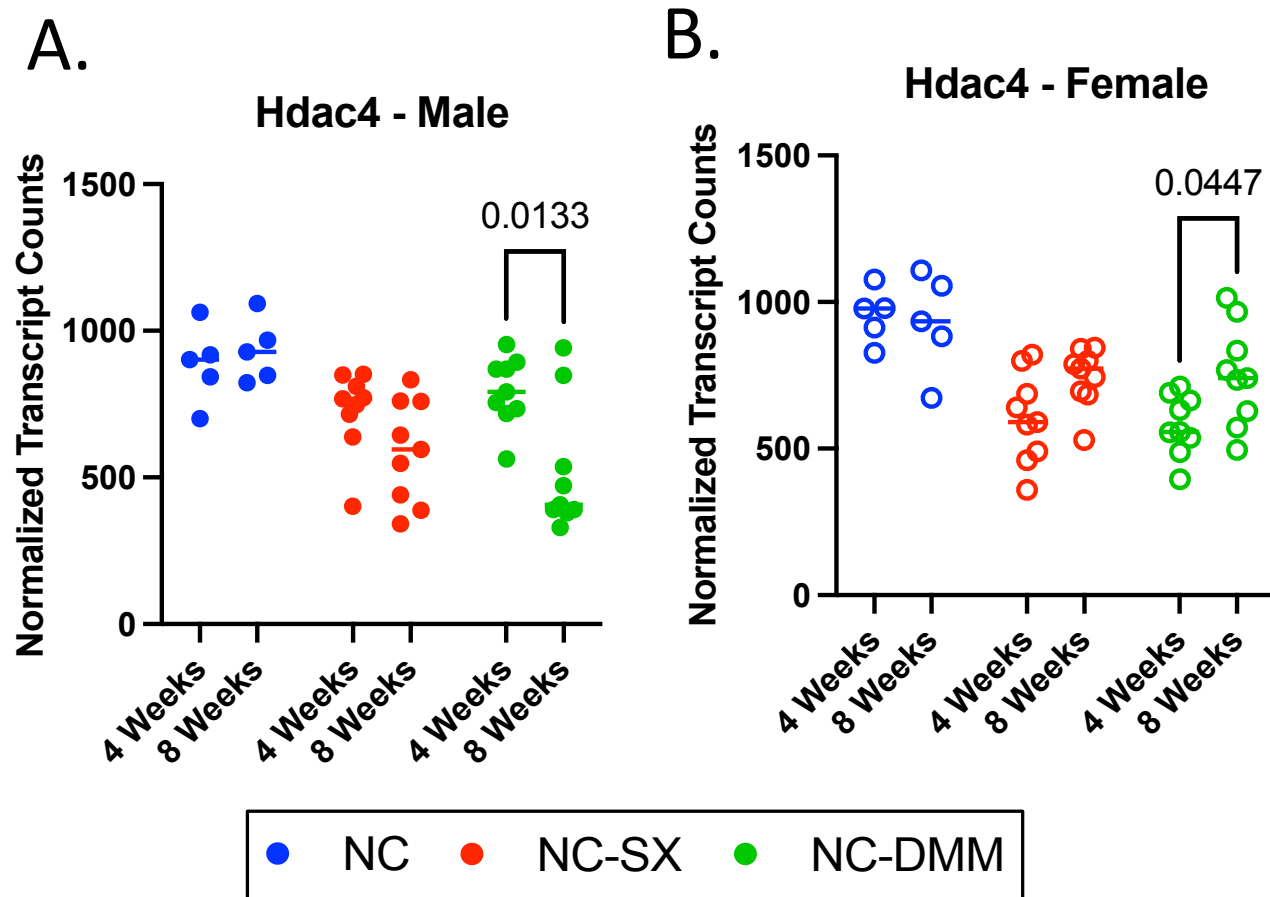 A.
Hdac4 - Male
Normalized Transcript Counts
1500
1000
500
0
0.0133
4 Weeks
8 Weeks
4 Weeks
8 Weeks
4 Weeks
8 Weeks
B.
Hdac4 - Female
Normalized Transcript Counts
1500
1000
500
0
0.0447
4 Weeks
8 Weeks
4 Weeks
8 Weeks
4 Weeks
8 Weeks
NC NC-SX NC-DMM